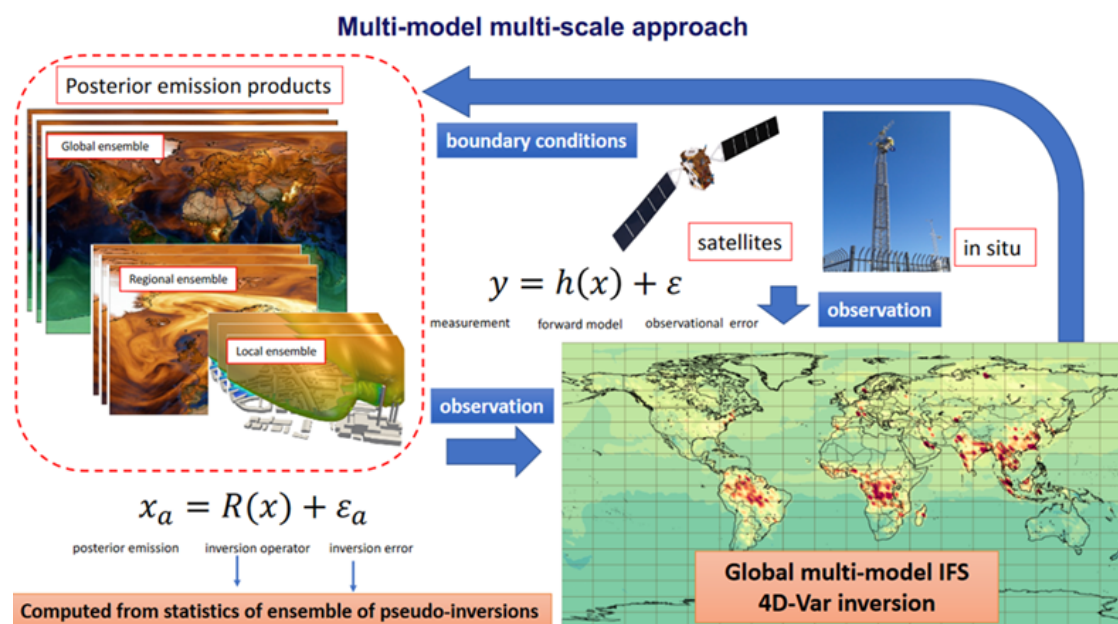 Multi-model multi-scale approach
Posterior emission products
Global ensemble
Regional ensemble
Local ensemble
boundary conditions
satellites
in situ
y = h(x) + ε
measurement forward model observational error
observation
observation
x_a = R(x) + ε_a
posterior emission inversion operator inversion error
Computed from statistics of ensemble of pseudo-inversions
Global multi-model IFS
4D-Var inversion